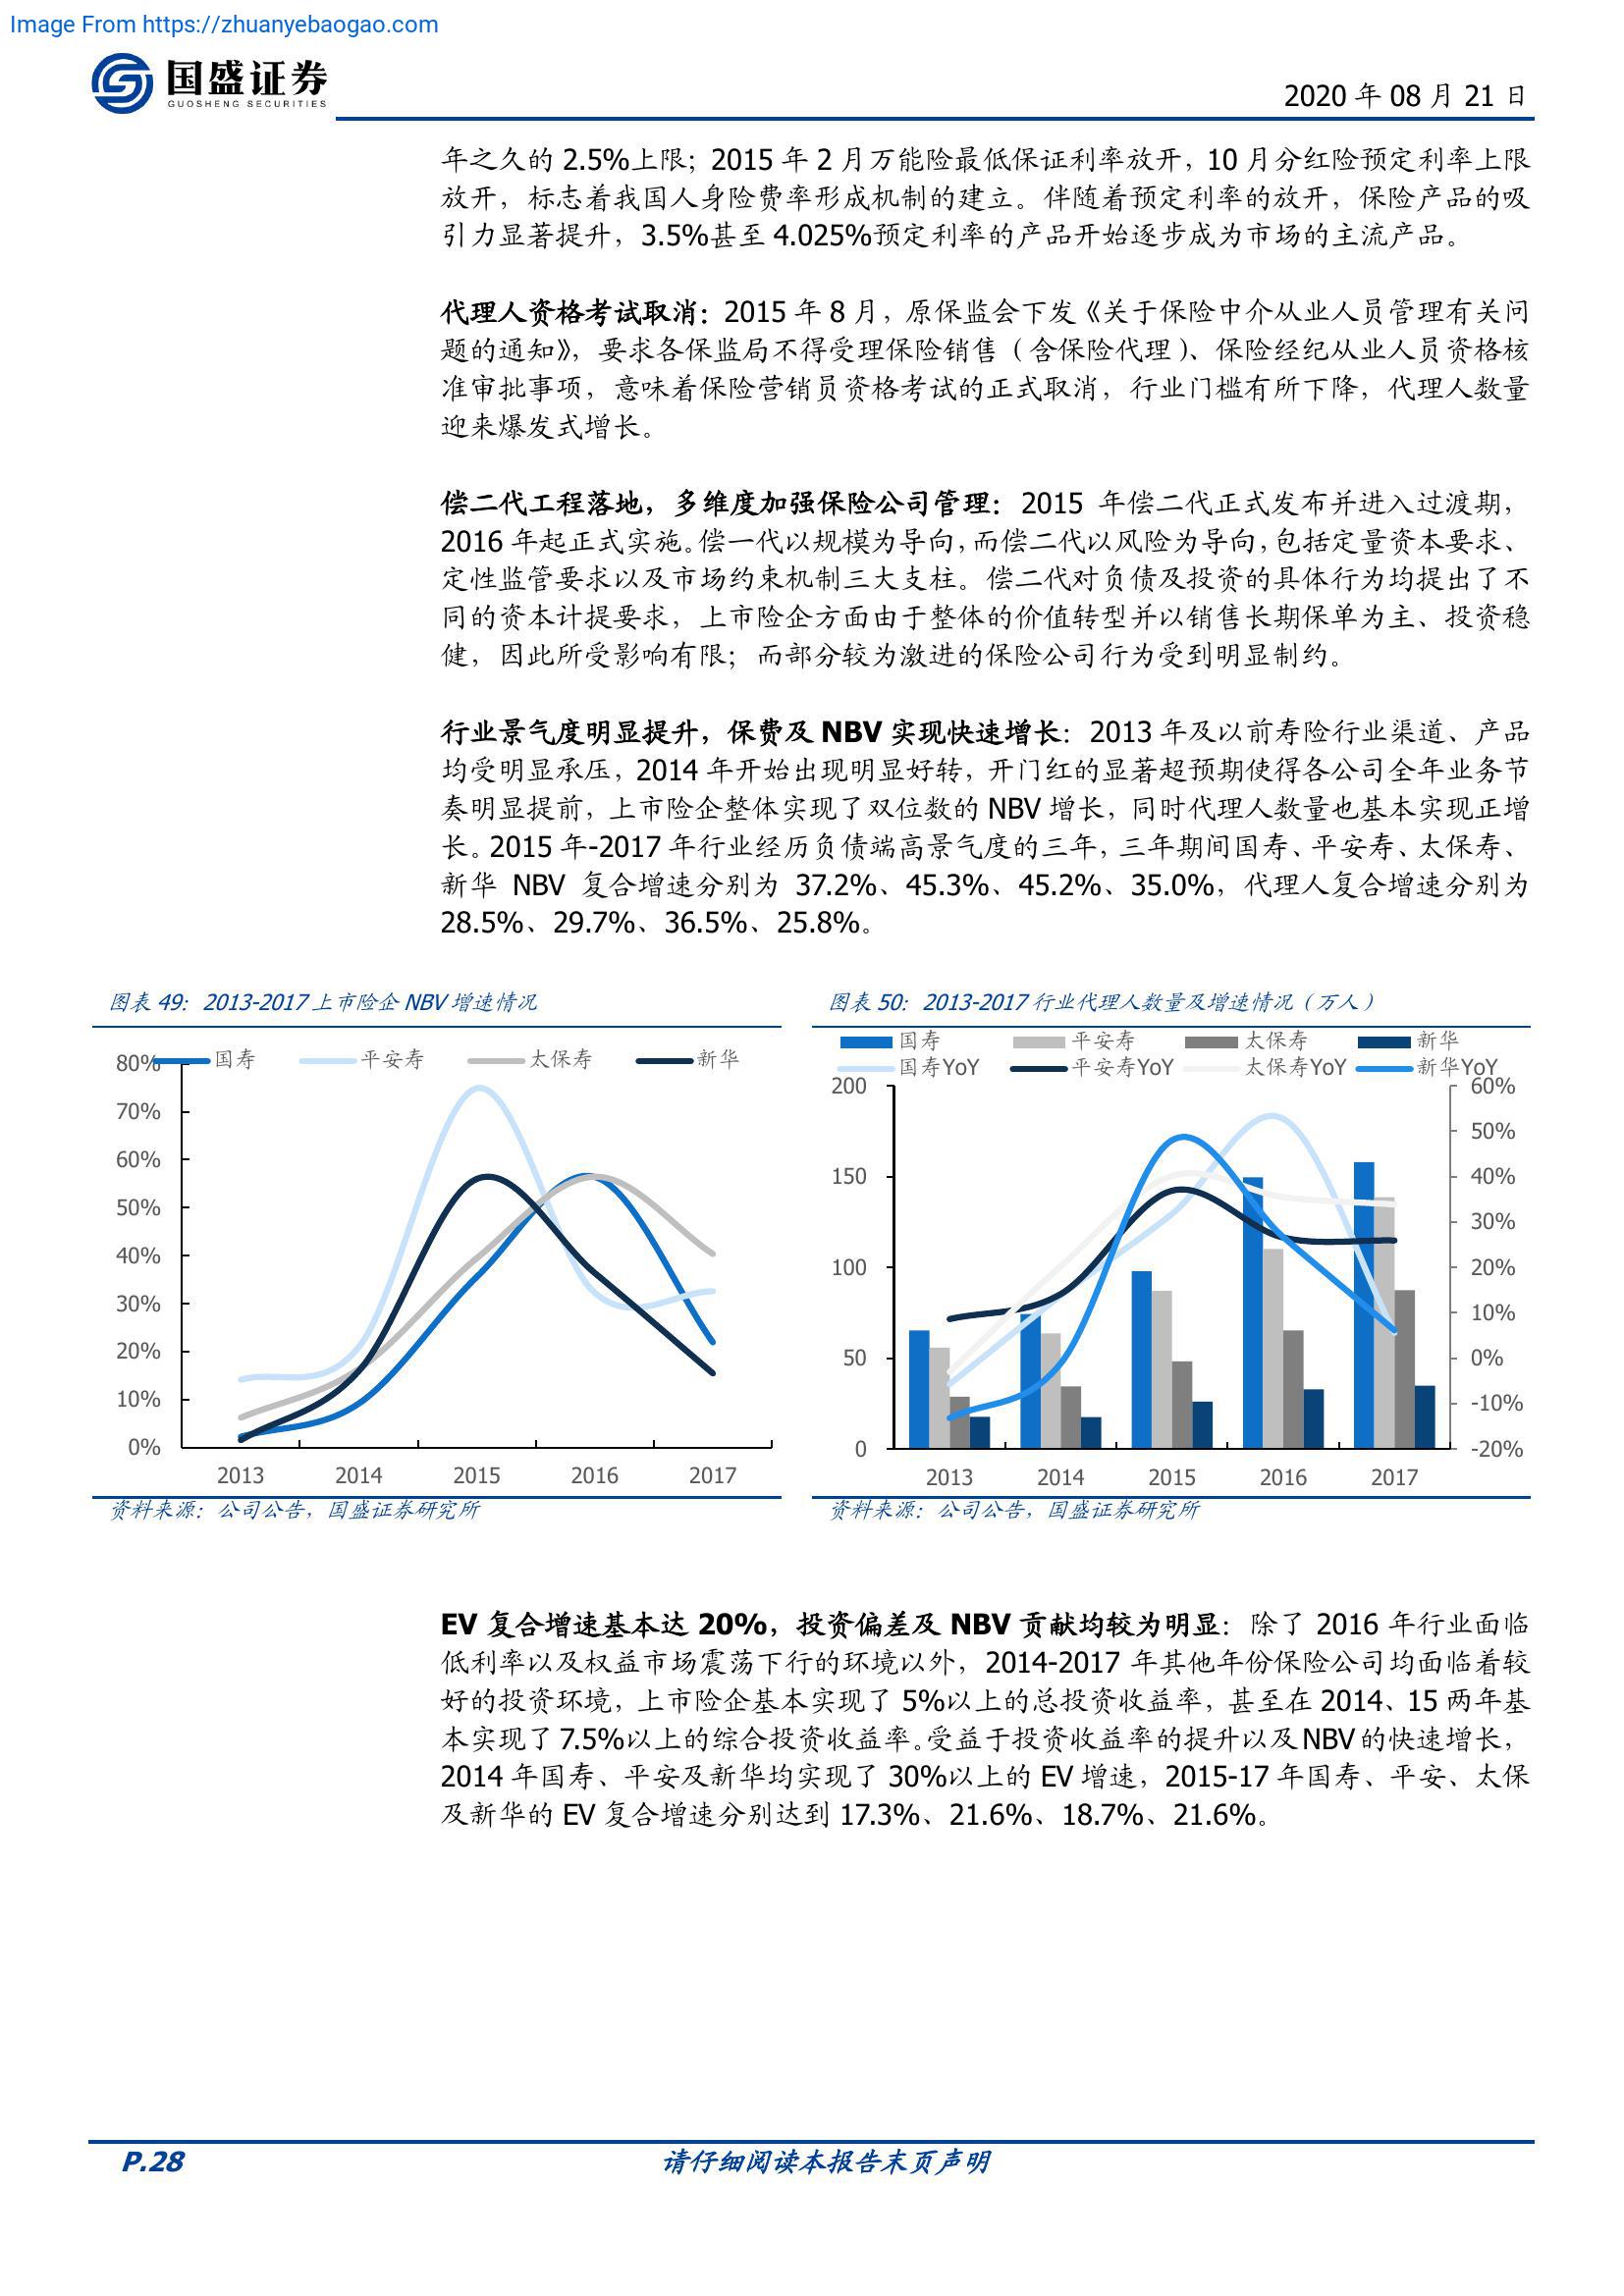 Image From https://zhuanyebaogao.com
国盛证券
GUOSHENG SECURITIES
2020 年 08 月 21 日
年之久的 2.5%上限；2015 年 2 月万能险最低保证利率放开，10 月分红险预定利率上限
放开，标志着我国人身险费率形成机制的建立。伴随着预定利率的放开，保险产品的吸
引力显著提升，3.5%甚至 4.025%预定利率的产品开始逐步成为市场的主流产品。
代理人资格考试取消：2015 年 8 月，原保监会下发《关于保险中介从业人员管理有关问
题的通知》，要求各保监局不得受理保险销售（含保险代理）、保险经纪从业人员资格核
准审批事项，意味着保险营销员资格考试的正式取消，行业门槛有所下降，代理人数量
迎来爆发式增长。
偿二代工程落地，多维度加强保险公司管理：2015 年偿二代正式发布并进入过渡期，
2016 年起正式实施。偿一代以规模为导向，而偿二代以风险为导向，包括定量资本要求、
定性监管要求以及市场约束机制三大支柱。偿二代对负债及投资的具体行为均提出了不
同的资本计提要求，上市险企方面由于整体的价值转型并以销售长期保单为主、投资稳
健，因此所受影响有限；而部分较为激进的保险公司行为受到明显制约。
行业景气度明显提升，保费及 NBV 实现快速增长：2013 年及以前寿险行业渠道、产品
均受明显承压，2014 年开始出现明显好转，开门红的显著超预期使得各公司全年业务节
奏明显提前，上市险企整体实现了双位数的 NBV 增长，同时代理人数量也基本实现正增
长。2015 年-2017 年行业经历负债端高景气度的三年，三年期间国寿、平安寿、太保寿、
新华 NBV 复合增速分别为 37.2%、45.3%、45.2%、35.0%，代理人复合增速分别为
28.5%、29.7%、36.5%、25.8%。
图表 49：2013-2017 上市险企 NBV 增速情况
国寿 平安寿 太保寿 新华
80%
70%
60%
50%
40%
30%
20%
10%
0%
2013 2014 2015 2016 2017
资料来源：公司公告，国盛证券研究所
图表 50：2013-2017 行业代理人数量及增速情况（万人）
国寿 平安寿 太保寿 新华
国寿YoY 平安寿YoY 太保寿YoY 新华YoY
200 60%
50%
150 40%
30%
100 20%
10%
50 0%
-10%
0 -20%
2013 2014 2015 2016 2017
资料来源：公司公告，国盛证券研究所
EV 复合增速基本达 20%，投资偏差及 NBV 贡献均较为明显：除了 2016 年行业面临
低利率以及权益市场震荡下行的环境以外，2014-2017 年其他年份保险公司均面临着较
好的投资环境，上市险企基本实现了 5%以上的总投资收益率，甚至在 2014、15 两年基
本实现了 7.5%以上的综合投资收益率。受益于投资收益率的提升以及 NBV 的快速增长，
2014 年国寿、平安及新华均实现了 30%以上的 EV 增速，2015-17 年国寿、平安、太保
及新华的 EV 复合增速分别达到 17.3%、21.6%、18.7%、21.6%。
P.28
请仔细阅读本报告末页声明